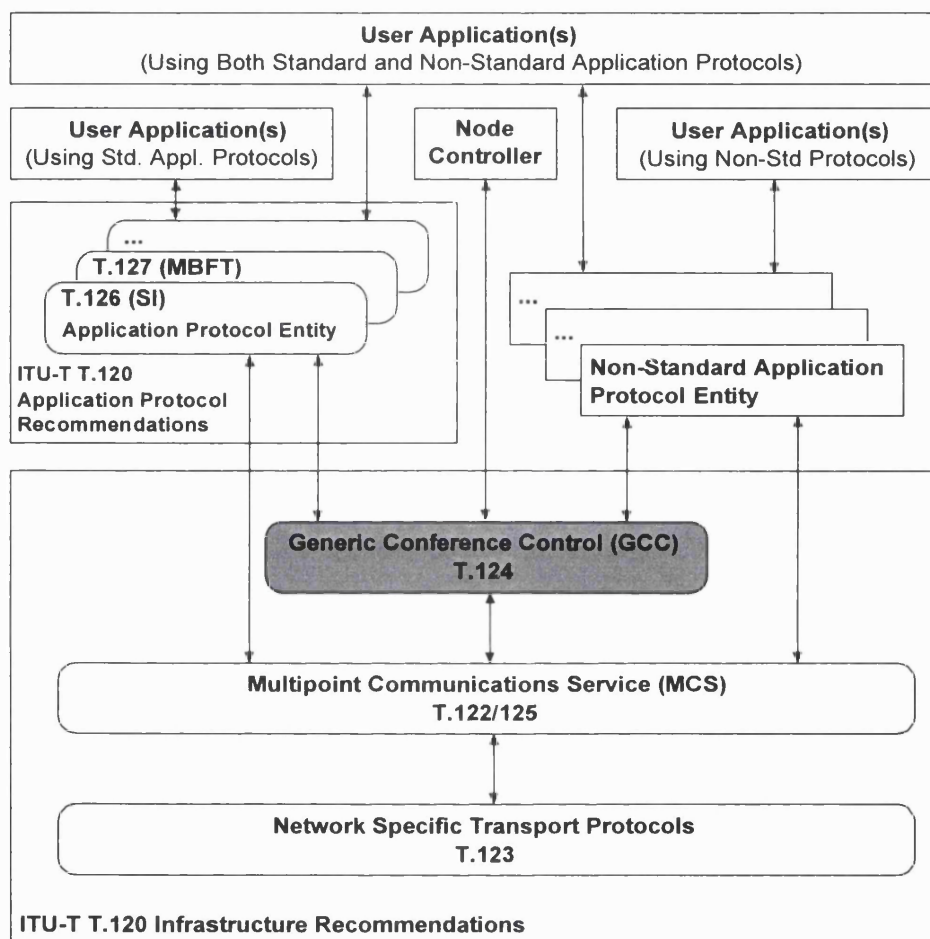 User Application(s)
(Using Both Standard and Non-Standard Application Protocols)
User Application(s)
(Using Std. Appl. Protocols)
Node
Controller
User Application(s)
(Using Non-Std Protocols)
...
T.127 (MBFT)
T.126 (SI)
Application Protocol Entity
ITU-T T.120
Application Protocol
Recommendations
...
...
Non-Standard Application
Protocol Entity
Generic Conference Control (GCC)
T.124
Multipoint Communications Service (MCS)
T.122/125
Network Specific Transport Protocols
T.123
ITU-T T.120 Infrastructure Recommendations